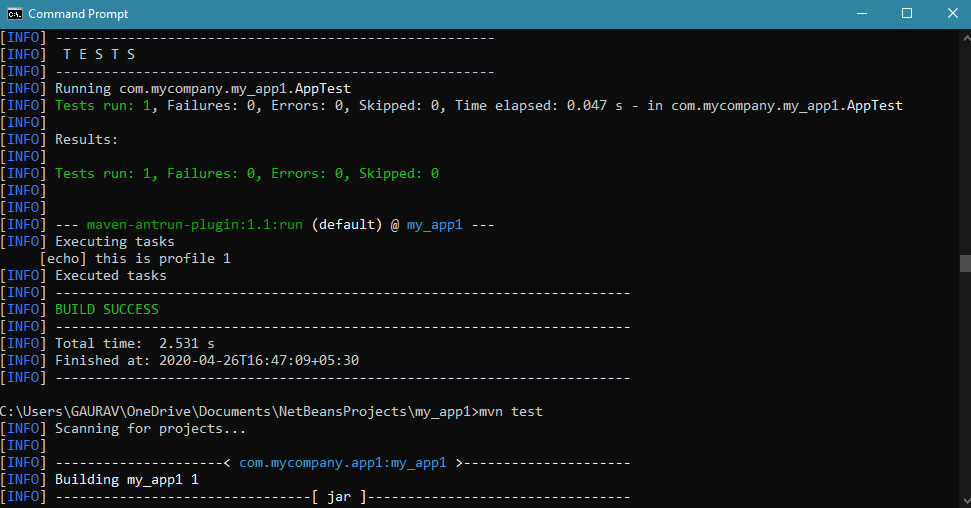 Command Prompt
[INFO] -------------------------------------------------------
[INFO]  T E S T S
[INFO] -------------------------------------------------------
[INFO] Running com.mycompany.my_app1.AppTest
[INFO] Tests run: 1, Failures: 0, Errors: 0, Skipped: 0, Time elapsed: 0.047 s - in com.mycompany.my_app1.AppTest
[INFO]
[INFO] Results:
[INFO]
[INFO] Tests run: 1, Failures: 0, Errors: 0, Skipped: 0
[INFO]
[INFO]
[INFO] --- maven-antrun-plugin:1.1:run (default) @ my_app1 ---
[INFO] Executing tasks
     [echo] this is profile 1
[INFO] Executed tasks
[INFO] ------------------------------------------------------------------------
[INFO] BUILD SUCCESS
[INFO] ------------------------------------------------------------------------
[INFO] Total time:  2.531 s
[INFO] Finished at: 2020-04-26T16:47:09+05:30
[INFO] ------------------------------------------------------------------------
C:\Users\GAURAV\OneDrive\Documents\NetBeansProjects\my_app1>mvn test
[INFO] Scanning for projects...
[INFO]
[INFO] ---------------------< com.mycompany.app1:my_app1 >---------------------
[INFO] Building my_app1 1
[INFO] --------------------------------[ jar ]---------------------------------